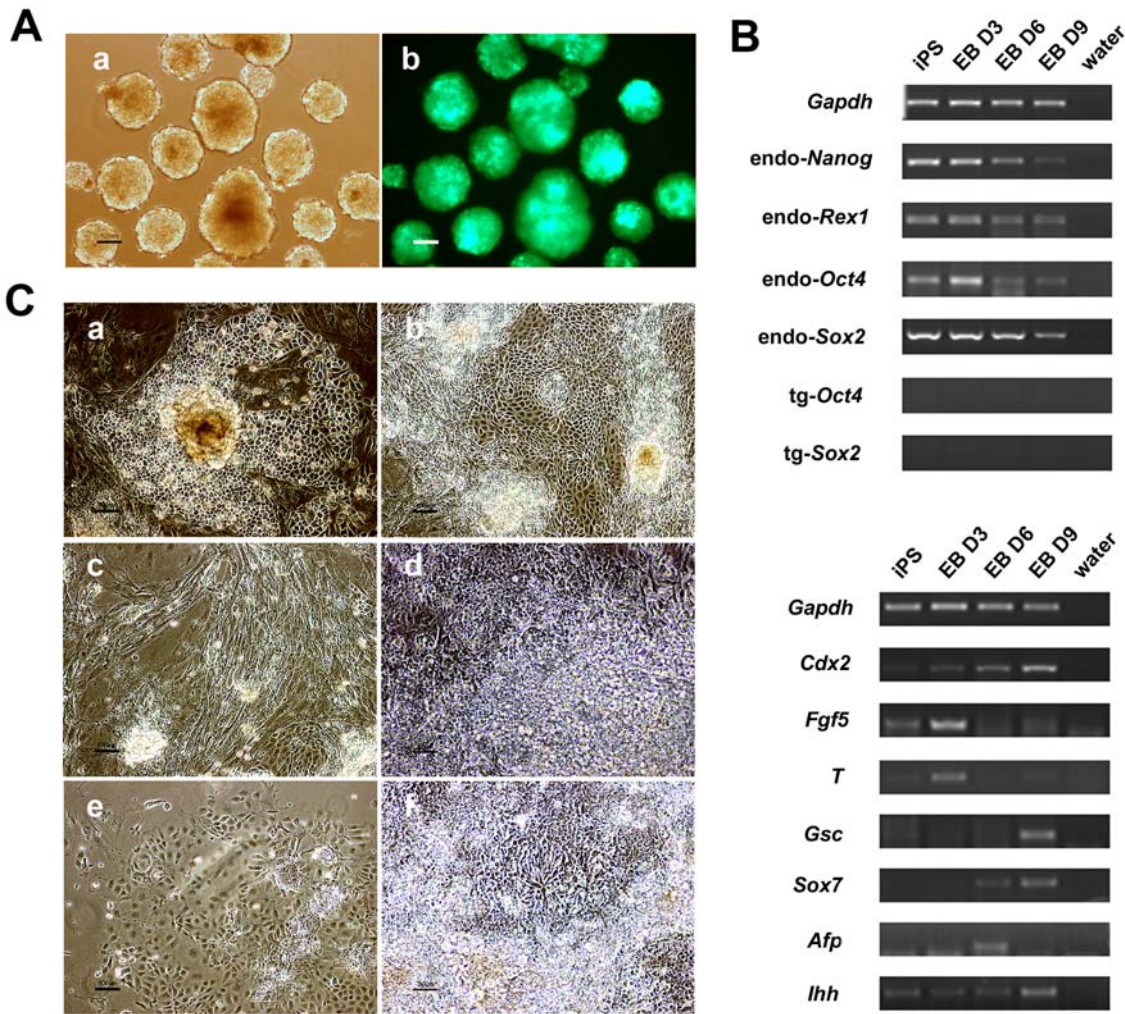 A
a
b
B
iPS
EB D3
EB D6
EB D9
water
Gapdh
endo-Nanog
endo-Rex1
endo-Oct4
endo-Sox2
tg-Oct4
tg-Sox2
C
a
b
c
d
e
f
iPS
EB D3
EB D6
EB D9
water
Gapdh
Cdx2
Fgf5
T
Gsc
Sox7
Afp
Ihh